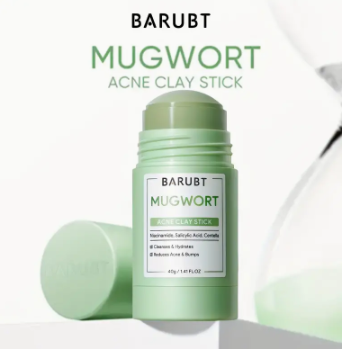 BARUBT
MUGWORT
ACNE CLAY STICK
BARUBT
MUGWORT
ACNE CLAY STICK
Niacinamide, Salicylic Acid, Centella
Cleanses & Hydrates
Reduces Acne & Bumps
40g / 1.41 FL.OZ